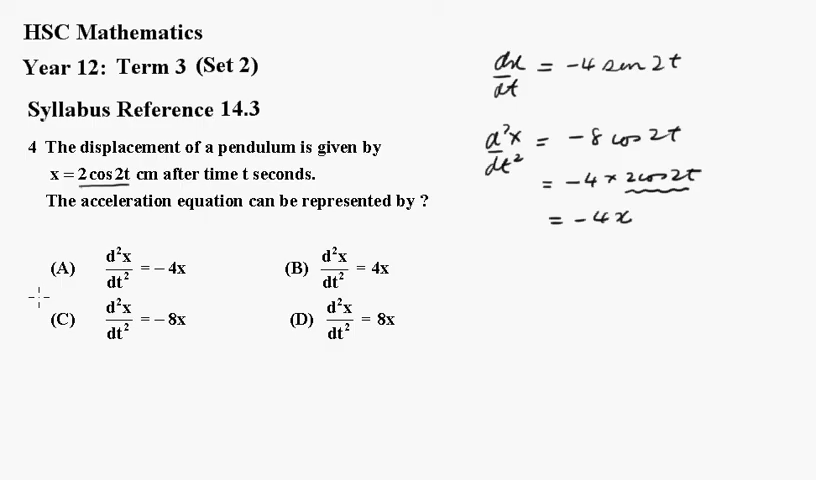 HSC Mathematics
Year 12: Term 3 (Set 2)
Syllabus Reference 14.3
4 The displacement of a pendulum is given by
x = 2 cos 2t cm after time t seconds.
The acceleration equation can be represented by ?
(A) d²x/dt² = – 4x (B) d²x/dt² = 4x
(C) d²x/dt² = – 8x (D) d²x/dt² = 8x
dx/dt = -4 sin 2t
d²x/dt² = -8 cos 2t
= -4 × 2cos 2t
= -4x